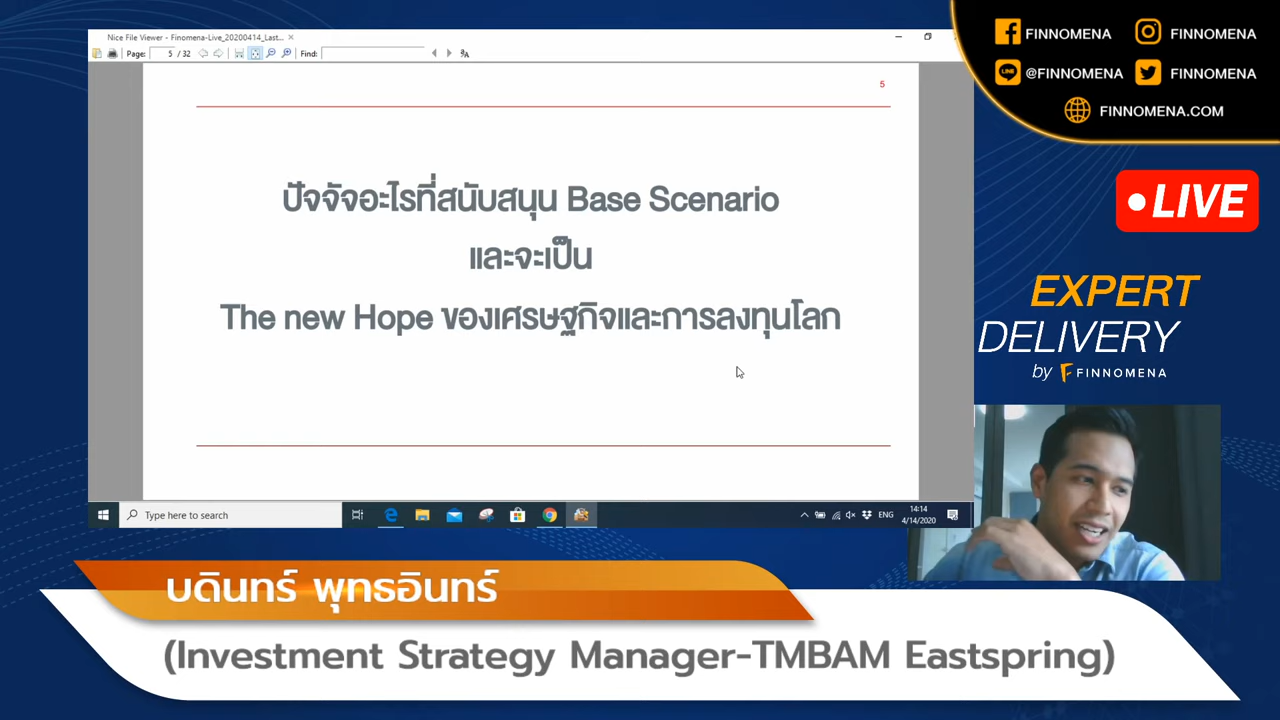 Nice File Viewer - Finomena-Live_20200414_Last...
Page: 5 / 32 Find:
5
ปัจจัจอะไรที่สนับสนุน Base Scenario
และจะเป็น
The new Hope ของเศรษฐกิจและการลงทุนโลก
Type here to search
ENG
14:14
4/14/2020
FINNOMENA FINNOMENA
LINE @FINNOMENA FINNOMENA
FINNOMENA.COM
LIVE
EXPERT
DELIVERY
by FINNOMENA
บดินทร์ พุทธอินทร์
(Investment Strategy Manager-TMBAM Eastspring)